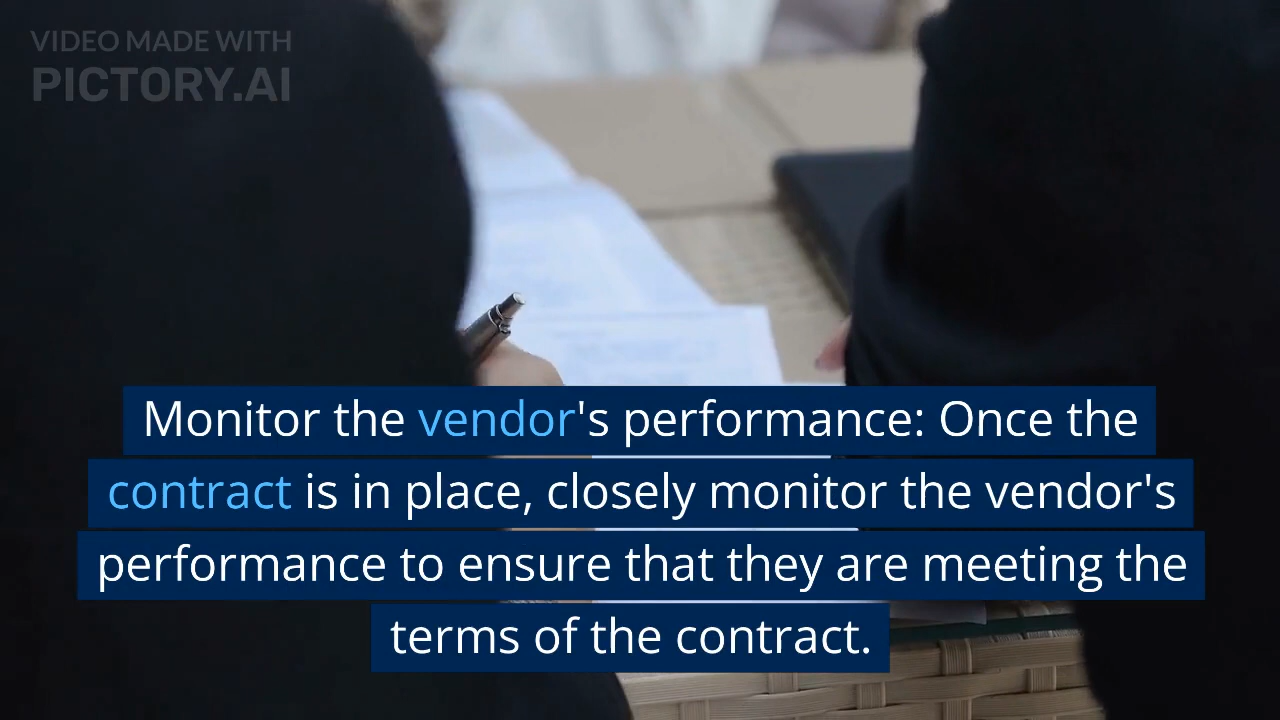 VIDEO MADE WITH
PICTORY.AI
Monitor the vendor's performance: Once the
contract is in place, closely monitor the vendor's
performance to ensure that they are meeting the
terms of the contract.